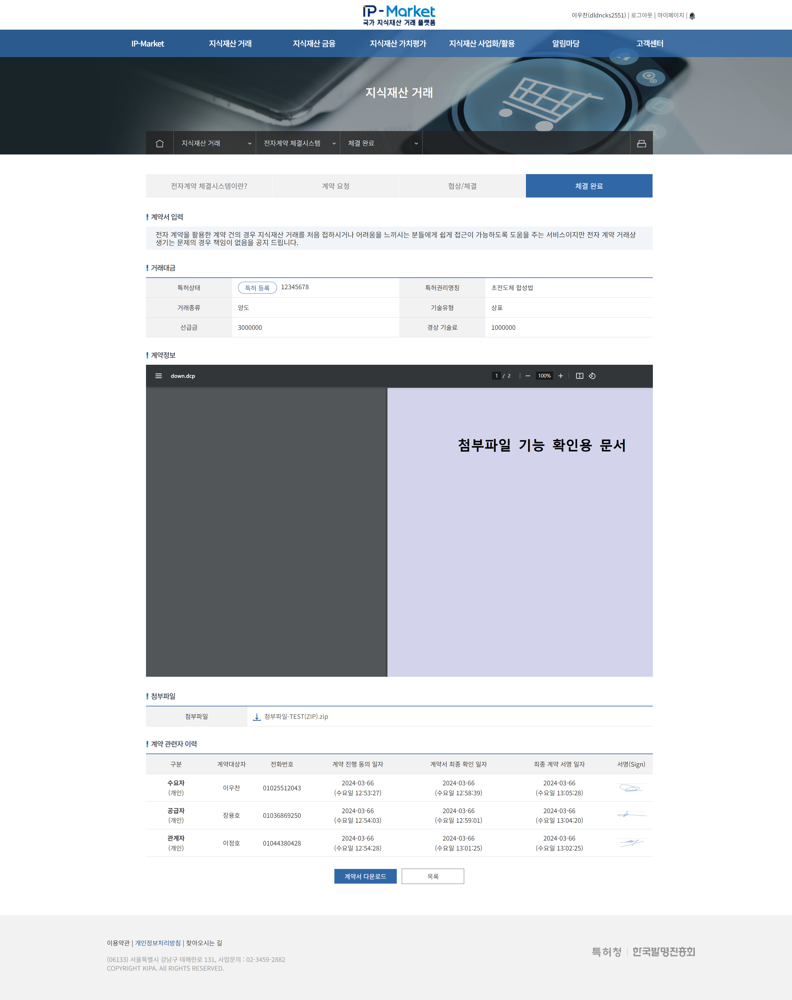 IP-Market
국가 지식재산 거래 플랫폼
이우찬(dldncks2551) | 로그아웃 | 마이페이지 |
IP-Market 지식재산 거래 지식재산 금융 지식재산 가치평가 지식재산 사업화/활용 알림마당 고객센터
지식재산 거래
지식재산 거래 전자계약 체결시스템 체결 완료
전자계약 체결시스템이란? 계약 요청 협상/체결 체결 완료
계약서 입력
전자 계약을 활용한 계약 건의 경우 지식재산 거래를 처음 접하시거나 어려움을 느끼시는 분들에게 쉽게 접근이 가능하도록 도움을 주는 서비스이지만 전자 계약 거래상
생기는 문제의 경우 책임이 없음을 공지 드립니다.
거래대금
특허상태 특허 등록 12345678 특허권리명칭 초전도체 합성법
거래종류 양도 기술유형 상표
선급금 3000000 경상 기술료 1000000
계약정보
down.dcp 1 / 2 | − 100% + |
첨부파일 기능 확인용 문서
첨부파일
첨부파일 첨부파일-TEST(ZIP).zip
계약 관련자 이력
구분 계약대상자 전화번호 계약 진행 동의 일자 계약서 최종 확인 일자 최종 계약 서명 일자 서명(Sign)
수요자 2024-03-66 2024-03-66 2024-03-66
(개인) 이우찬 01025512043 (수요일 12:53:27) (수요일 12:58:39) (수요일 13:05:28)
공급자 2024-03-66 2024-03-66 2024-03-66
(개인) 장용호 01036869250 (수요일 12:54:03) (수요일 12:59:01) (수요일 13:04:20)
관계자 2024-03-66 2024-03-66 2024-03-66
(개인) 이정호 01044380428 (수요일 12:54:28) (수요일 13:01:25) (수요일 13:02:25)
계약서 다운로드 목록
이용약관 | 개인정보처리방침 | 찾아오시는 길
(06133) 서울특별시 강남구 테헤란로 131, 사업문의 : 02-3459-2882
COPYRIGHT KIPA. All RIGHTS RESERVED.
특허청 | 한국발명진흥회